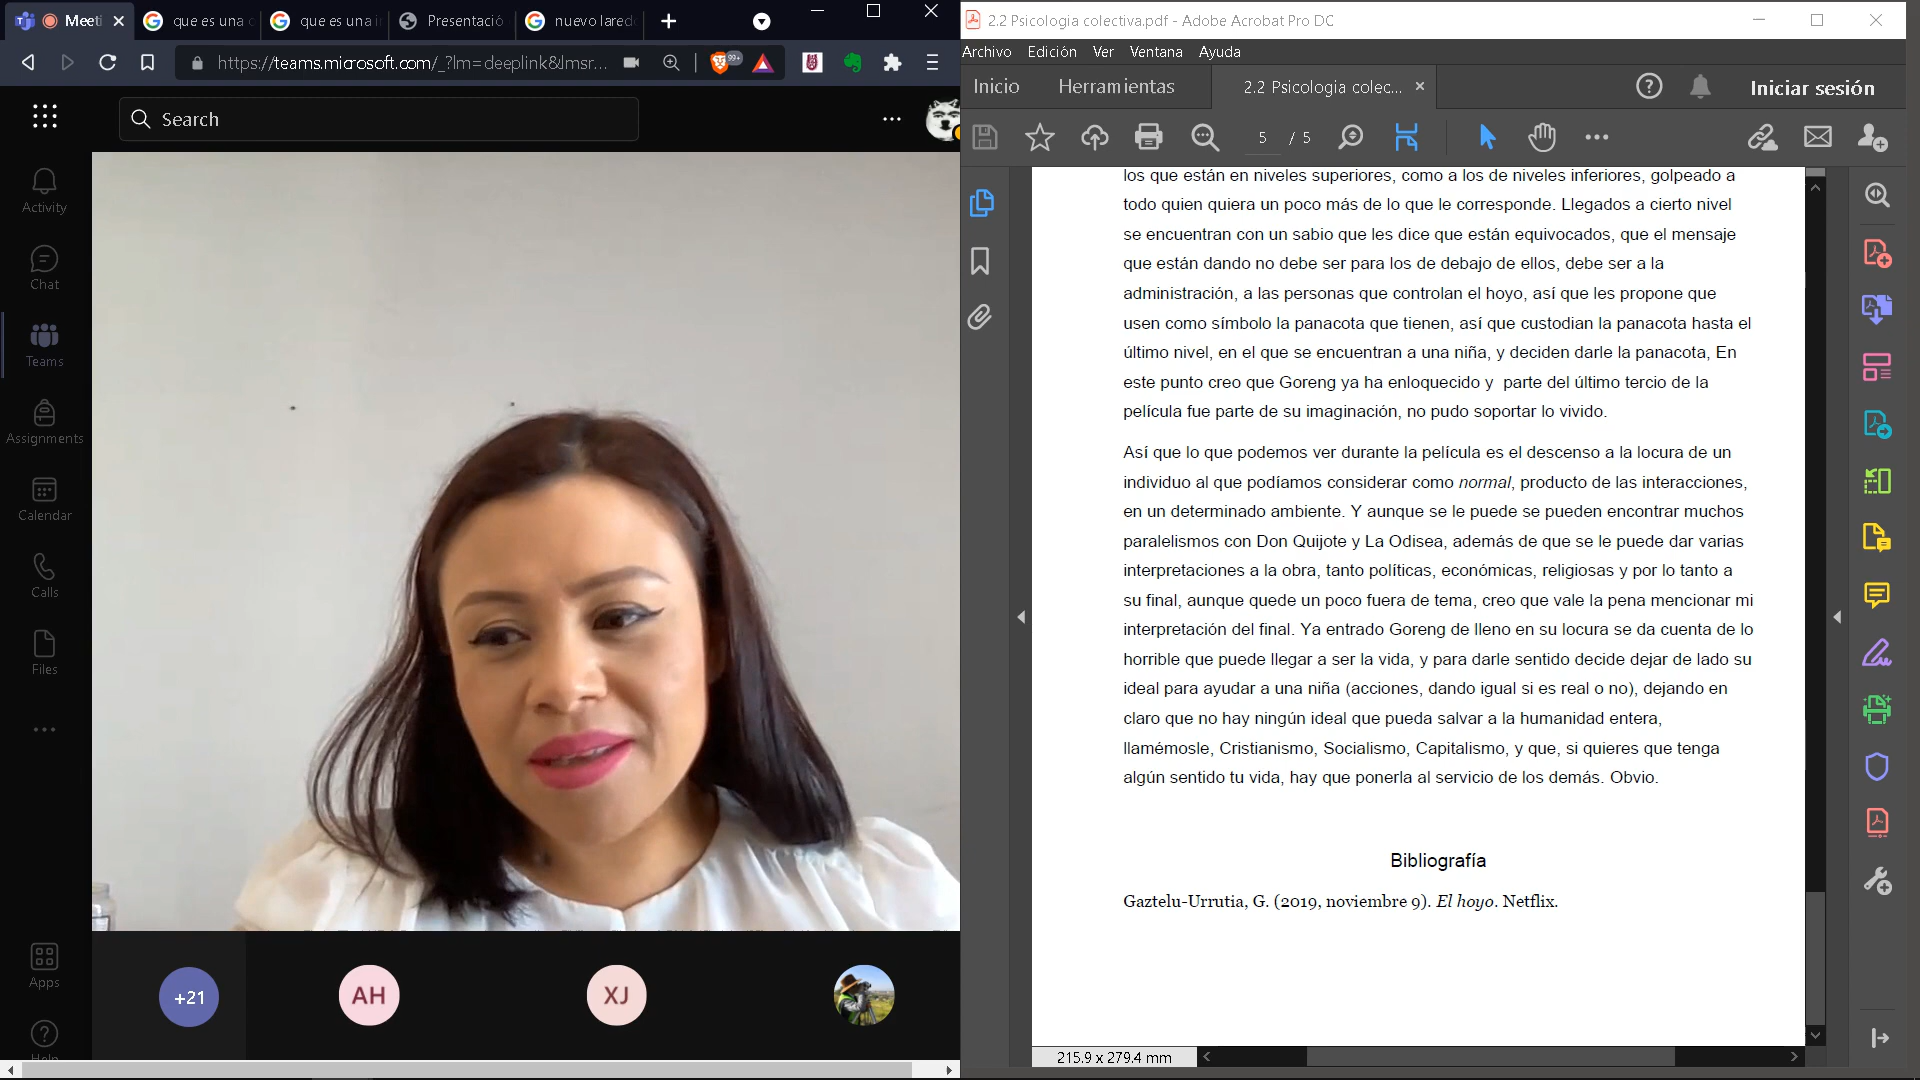 Meeti
que es una c
que es una in
Presentació
nuevo lared
https://teams.microsoft.com/_?lm=deeplink&lmsr...
99+
Search
Activity
Chat
Teams
Assignments
Calendar
Calls
Files
Apps
Help
+21
AH
XJ
2.2 Psicologia colectiva.pdf - Adobe Acrobat Pro DC
Archivo Edición Ver Ventana Ayuda
Inicio Herramientas 2.2 Psicologia colec... Iniciar sesión
5 / 5
los que están en niveles superiores, como a los de niveles inferiores, golpeado a
todo quien quiera un poco más de lo que le corresponde. Llegados a cierto nivel
se encuentran con un sabio que les dice que están equivocados, que el mensaje
que están dando no debe ser para los de debajo de ellos, debe ser a la
administración, a las personas que controlan el hoyo, así que les propone que
usen como símbolo la panacota que tienen, así que custodian la panacota hasta el
último nivel, en el que se encuentran a una niña, y deciden darle la panacota, En
este punto creo que Goreng ya ha enloquecido y parte del último tercio de la
película fue parte de su imaginación, no pudo soportar lo vivido.
Así que lo que podemos ver durante la película es el descenso a la locura de un
individuo al que podíamos considerar como normal, producto de las interacciones,
en un determinado ambiente. Y aunque se le puede se pueden encontrar muchos
paralelismos con Don Quijote y La Odisea, además de que se le puede dar varias
interpretaciones a la obra, tanto políticas, económicas, religiosas y por lo tanto a
su final, aunque quede un poco fuera de tema, creo que vale la pena mencionar mi
interpretación del final. Ya entrado Goreng de lleno en su locura se da cuenta de lo
horrible que puede llegar a ser la vida, y para darle sentido decide dejar de lado su
ideal para ayudar a una niña (acciones, dando igual si es real o no), dejando en
claro que no hay ningún ideal que pueda salvar a la humanidad entera,
llamémosle, Cristianismo, Socialismo, Capitalismo, y que, si quieres que tenga
algún sentido tu vida, hay que ponerla al servicio de los demás. Obvio.
Bibliografía
Gaztelu-Urrutia, G. (2019, noviembre 9). El hoyo. Netflix.
215.9 x 279.4 mm